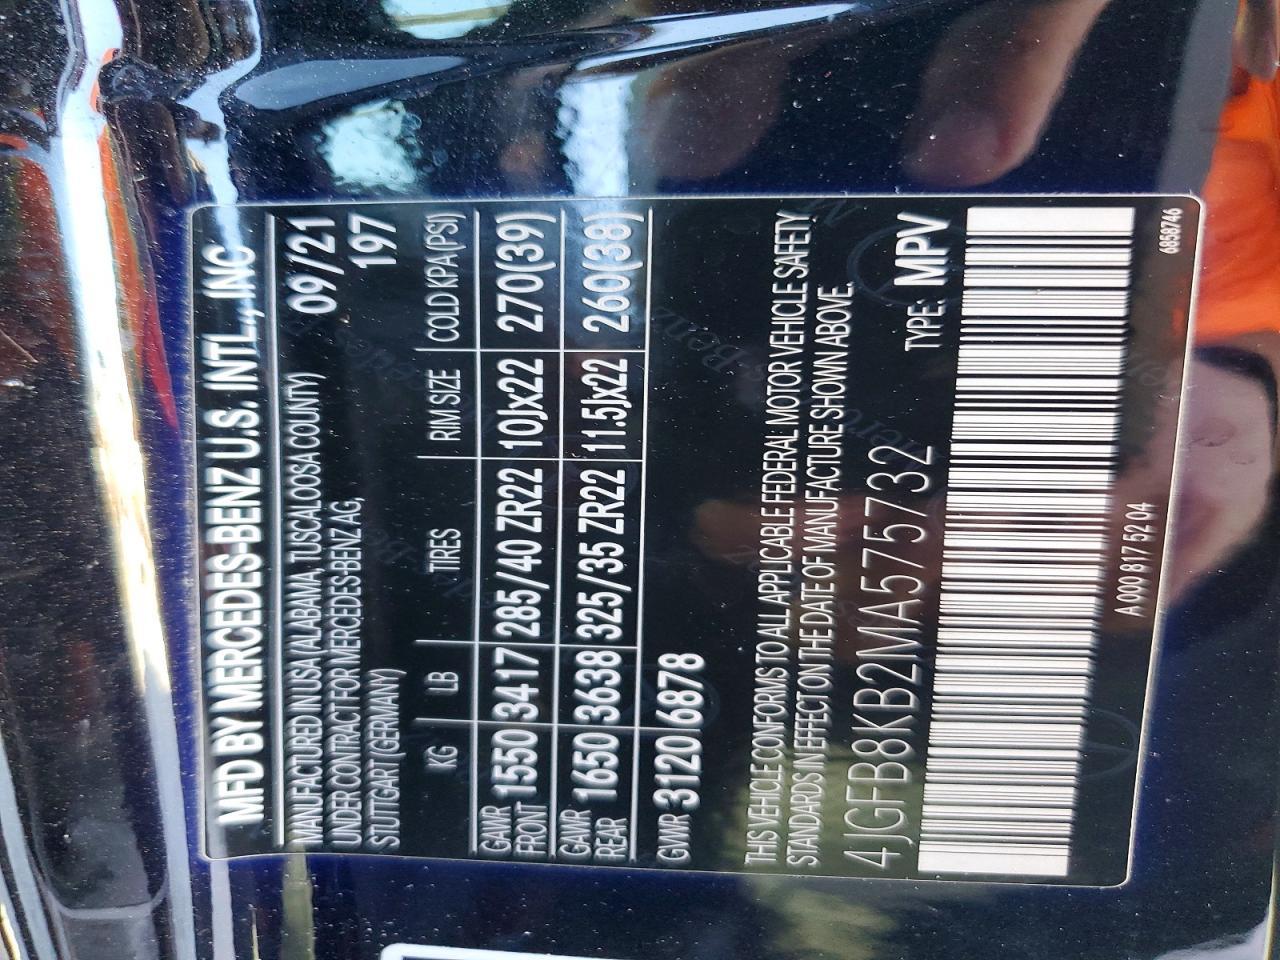 MFD BY MERCEDES-BENZ U.S. INTL., INC
MANUFACTURED IN USA (ALABAMA, TUSCALOOSA COUNTY) 09/21
UNDER CONTRACT FOR MERCEDES-BENZ AG, 197
STUTTGART (GERMANY)
KG LB TIRES RIM SIZE COLD KPA(PSI)
GAWR FRONT 1550 3417 285/40 ZR22 10Jx22 270(39)
GAWR REAR 1650 3638 325/35 ZR22 11.5Jx22 260(38)
GVWR 3120/6878
THIS VEHICLE CONFORMS TO ALL APPLICABLE FEDERAL MOTOR VEHICLE SAFETY
STANDARDS IN EFFECT ON THE DATE OF MANUFACTURE SHOWN ABOVE.
4JGFB8KB2MA575732 TYPE: MPV
A 000 817 52 04 6858746